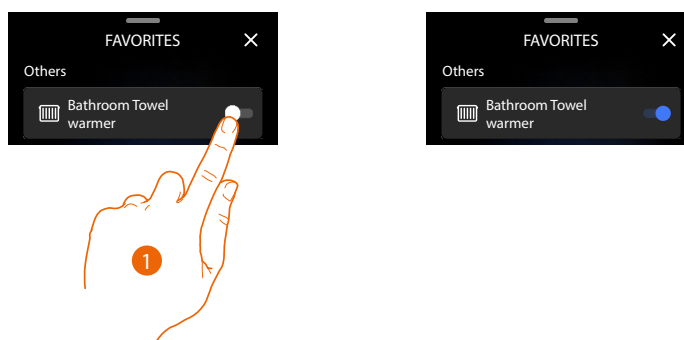 FAVORITES
Others
Bathroom Towel
warmer
1
FAVORITES
Others
Bathroom Towel
warmer